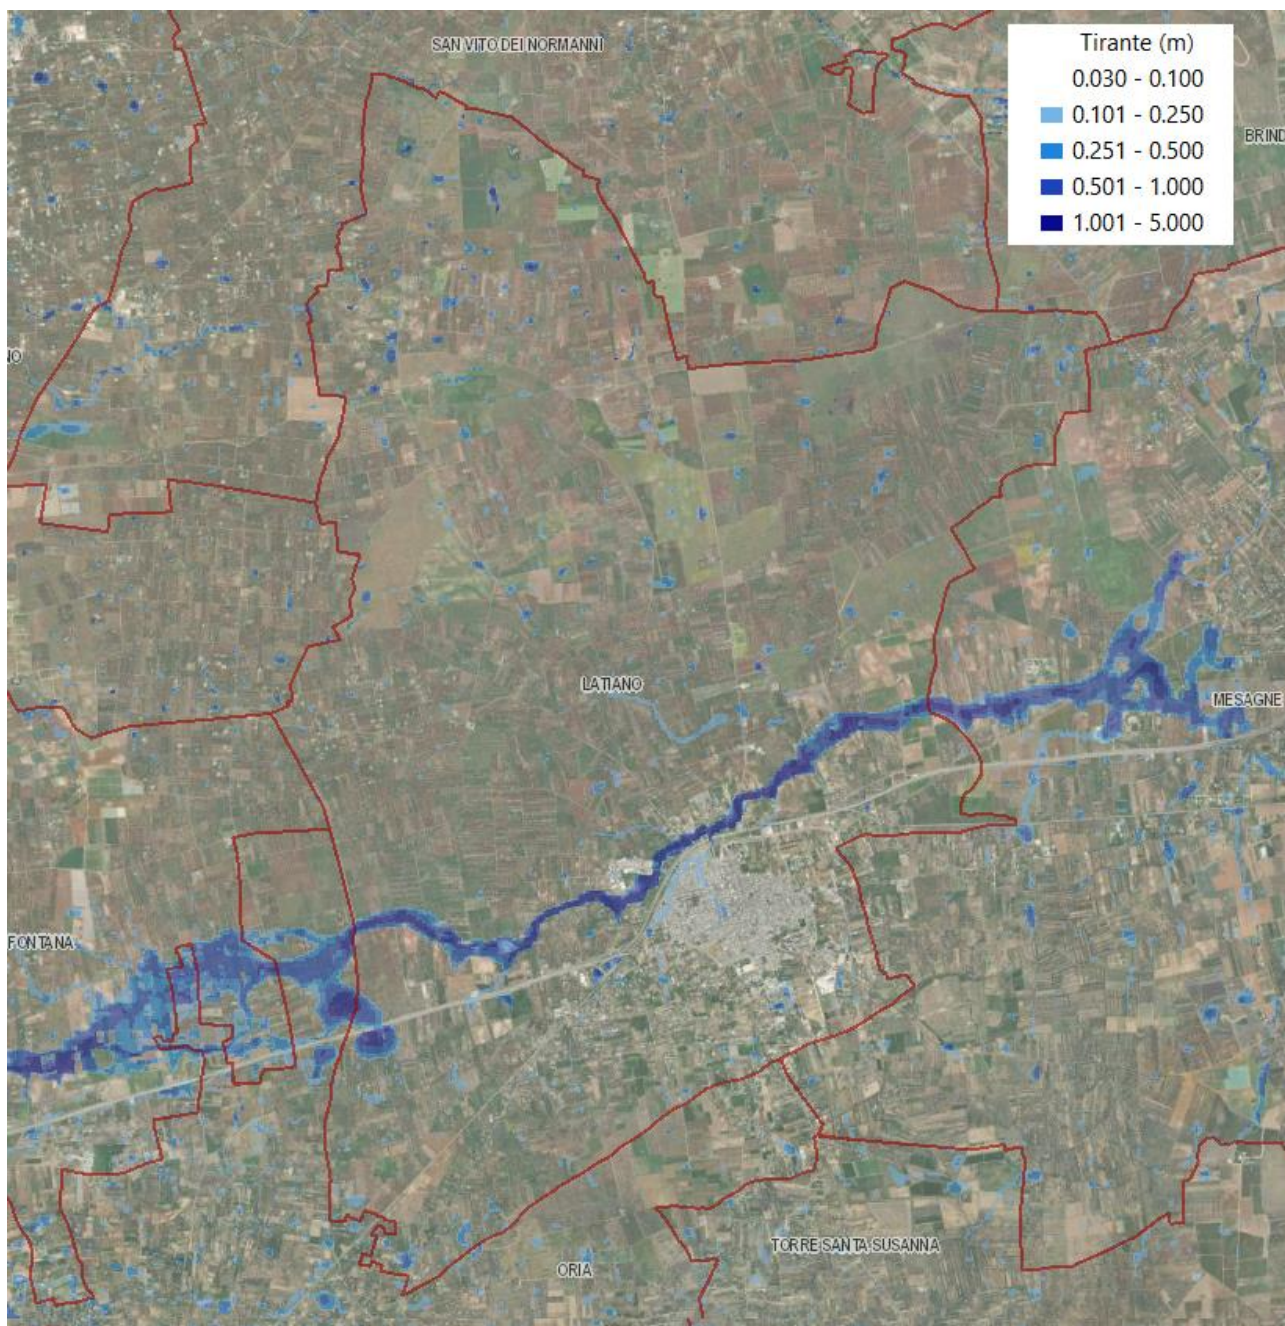 SAN VITO DEI NORMANNI
Tirante (m)
0.030 - 0.100
0.101 - 0.250
0.251 - 0.500
0.501 - 1.000
1.001 - 5.000
BRIND
NO
LATIANO
MESAGNE
FONTANA
TORRE SANTA SUSANNA
ORIA